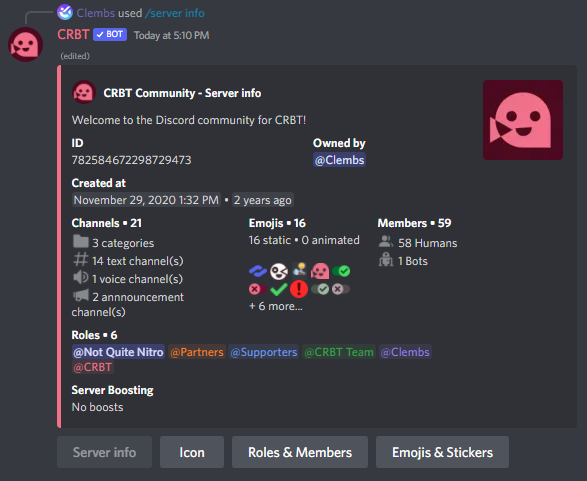 Clembs used /server info
CRBT ✓ BOT Today at 5:10 PM
(edited)
CRBT Community - Server info
Welcome to the Discord community for CRBT!
ID
782584672298729473
Owned by
@Clembs
Created at
November 29, 2020 1:32 PM • 2 years ago
Channels • 21
3 categories
14 text channel(s)
1 voice channel(s)
2 annnouncement
channel(s)
Emojis • 16
16 static • 0 animated
+ 6 more...
Members • 59
58 Humans
1 Bots
Roles • 6
@Not Quite Nitro @Partners @Supporters @CRBT Team @Clembs
@CRBT
Server Boosting
No boosts
Server info Icon Roles & Members Emojis & Stickers